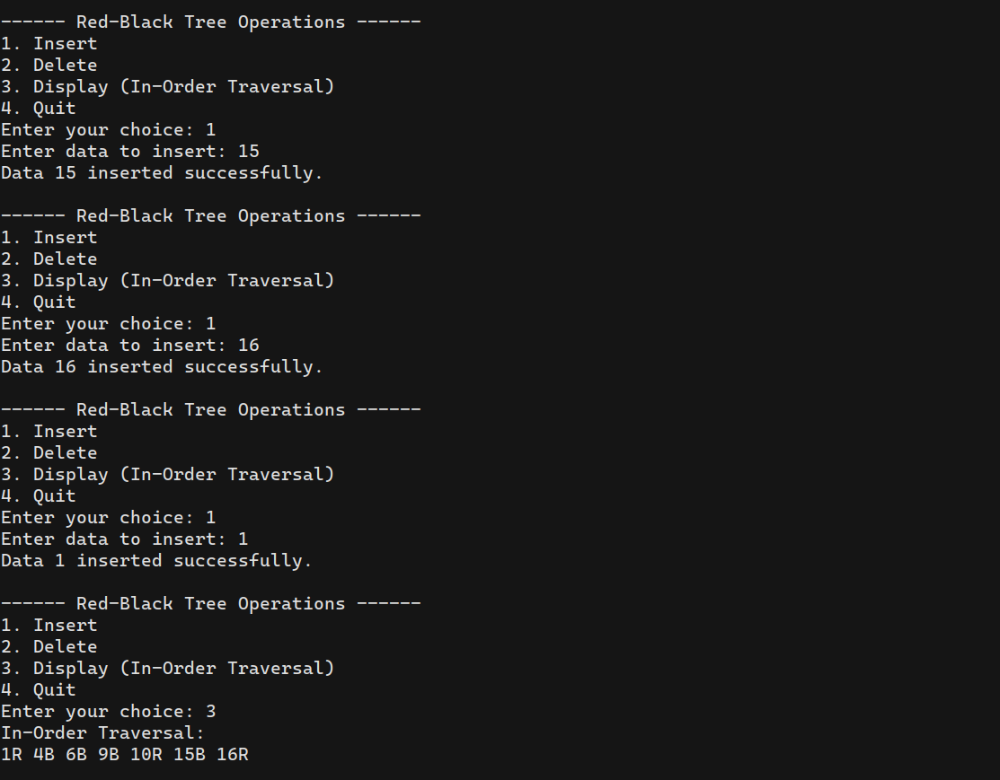 ------ Red-Black Tree Operations ------
1. Insert
2. Delete
3. Display (In-Order Traversal)
4. Quit
Enter your choice: 1
Enter data to insert: 15
Data 15 inserted successfully.

------ Red-Black Tree Operations ------
1. Insert
2. Delete
3. Display (In-Order Traversal)
4. Quit
Enter your choice: 1
Enter data to insert: 16
Data 16 inserted successfully.

------ Red-Black Tree Operations ------
1. Insert
2. Delete
3. Display (In-Order Traversal)
4. Quit
Enter your choice: 1
Enter data to insert: 1
Data 1 inserted successfully.

------ Red-Black Tree Operations ------
1. Insert
2. Delete
3. Display (In-Order Traversal)
4. Quit
Enter your choice: 3
In-Order Traversal:
1R 4B 6B 9B 10R 15B 16R